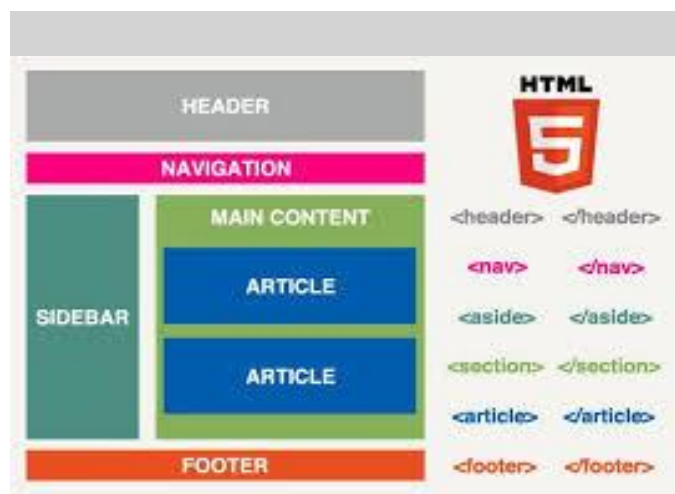 HEADER
NAVIGATION
SIDEBAR
MAIN CONTENT
ARTICLE
ARTICLE
FOOTER
HTML
5
<header> </header>
<nav> </nav>
<aside> </aside>
<section> </section>
<article> </article>
<footer> </footer>